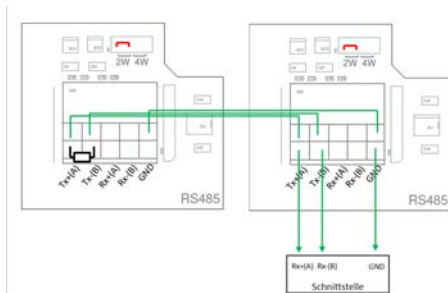 2W 4W
Tx+(A) Tx-(B) Rx+(A) Rx-(B) GND
RS485
2W 4W
Tx+(A) Tx-(B) Rx+(A) Rx-(B) GND
RS485
Rx+(A) Rx-(B) GND
Schnittstelle